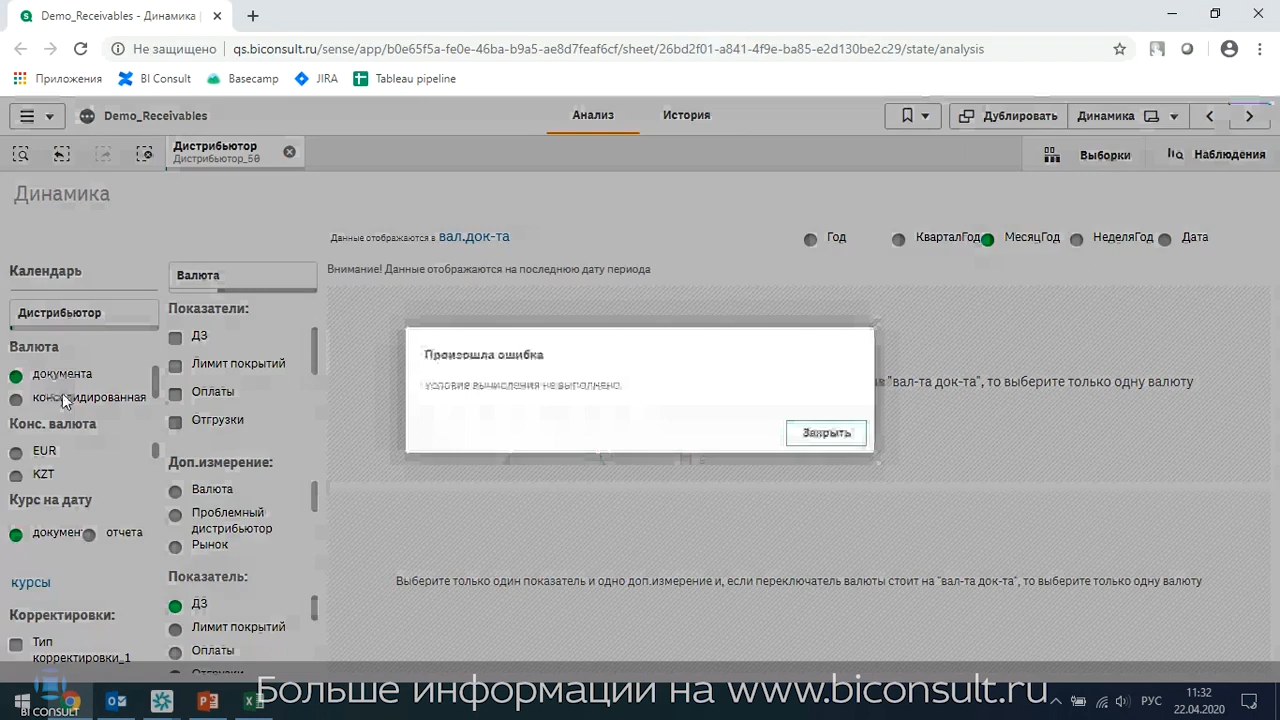 Demo_Receivables - Динамика |
Не защищено
qs.biconsult.ru/sense/app/b0e65f5a-fe0e-46ba-b9a5-ae8d7feaf6cf/sheet/26bd2f01-a841-4f9e-ba85-e2d130be2c29/state/analysis
Приложения
BI Consult
Basecamp
JIRA
Tableau pipeline
Demo_Receivables
Анализ
История
Дублировать
Динамика
Дистрибьютор
Дистрибьютор_50
Выборки
Наблюдения
Динамика
Данные отображаются в вал.док-та
Год
КварталГод
МесяцГод
НеделяГод
Дата
Внимание! Данные отображаются на последнюю дату периода
Календарь
Дистрибьютор
Валюта
документа
Конс. валюта
EUR
KZT
Курс на дату
отчета
курсы
Корректировки:
Тип
корректировки_1
Валюта
Показатели:
ДЗ
Лимит покрытий
Оплаты
Отгрузки
Доп.измерение:
Валюта
Проблемный
дистрибьютор
Рынок
Показатель:
ДЗ
Лимит покрытий
Оплаты
Отгрузки
Произошла ошибка
Условие вычисления не выполнено.
Закрыть
"вал-та док-та", то выберите только одну валюту
Выберите только один показатель и одно доп.измерение и, если переключатель валюты стоит на "вал-та док-та", то выберите только одну валюту
Больше информации на www.biconsult.ru
BI CONSULT
РУС
11:32
22.04.2020